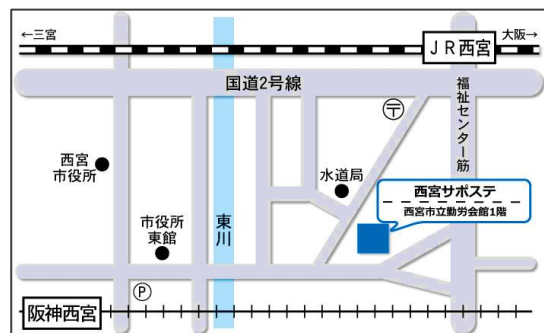 ←三宮
大阪→
JR西宮
国道2号線
福祉センター筋
〒
西宮
市役所
水道局
西宮サポステ
西宮市立勤労会館1階
市役所
東館
東川
P
阪神西宮